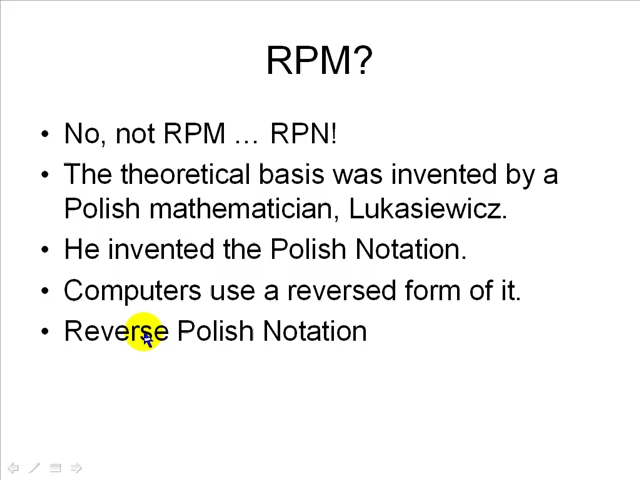 RPM?
• No, not RPM … RPN!
• The theoretical basis was invented by a
Polish mathematician, Lukasiewicz.
• He invented the Polish Notation.
• Computers use a reversed form of it.
• Reverse Polish Notation